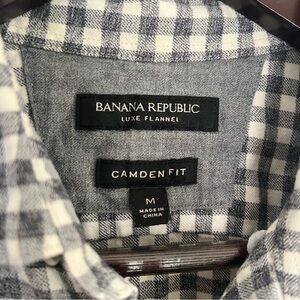 BANANA REPUBLIC
LUXE FLANNEL
CAMDEN FIT
M
MADE IN
CHINA